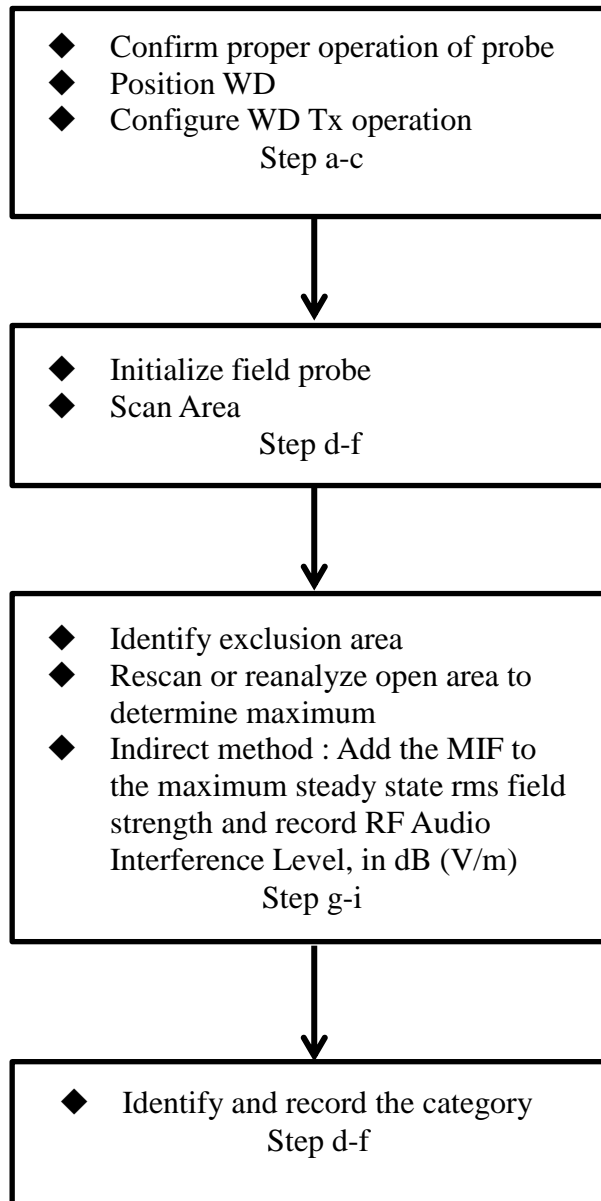 ◆ Confirm proper operation of probe
◆ Position WD
◆ Configure WD Tx operation
Step a-c
◆ Initialize field probe
◆ Scan Area
Step d-f
◆ Identify exclusion area
◆ Rescan or reanalyze open area to
determine maximum
◆ Indirect method : Add the MIF to
the maximum steady state rms field
strength and record RF Audio
Interference Level, in dB (V/m)
Step g-i
◆ Identify and record the category
Step d-f